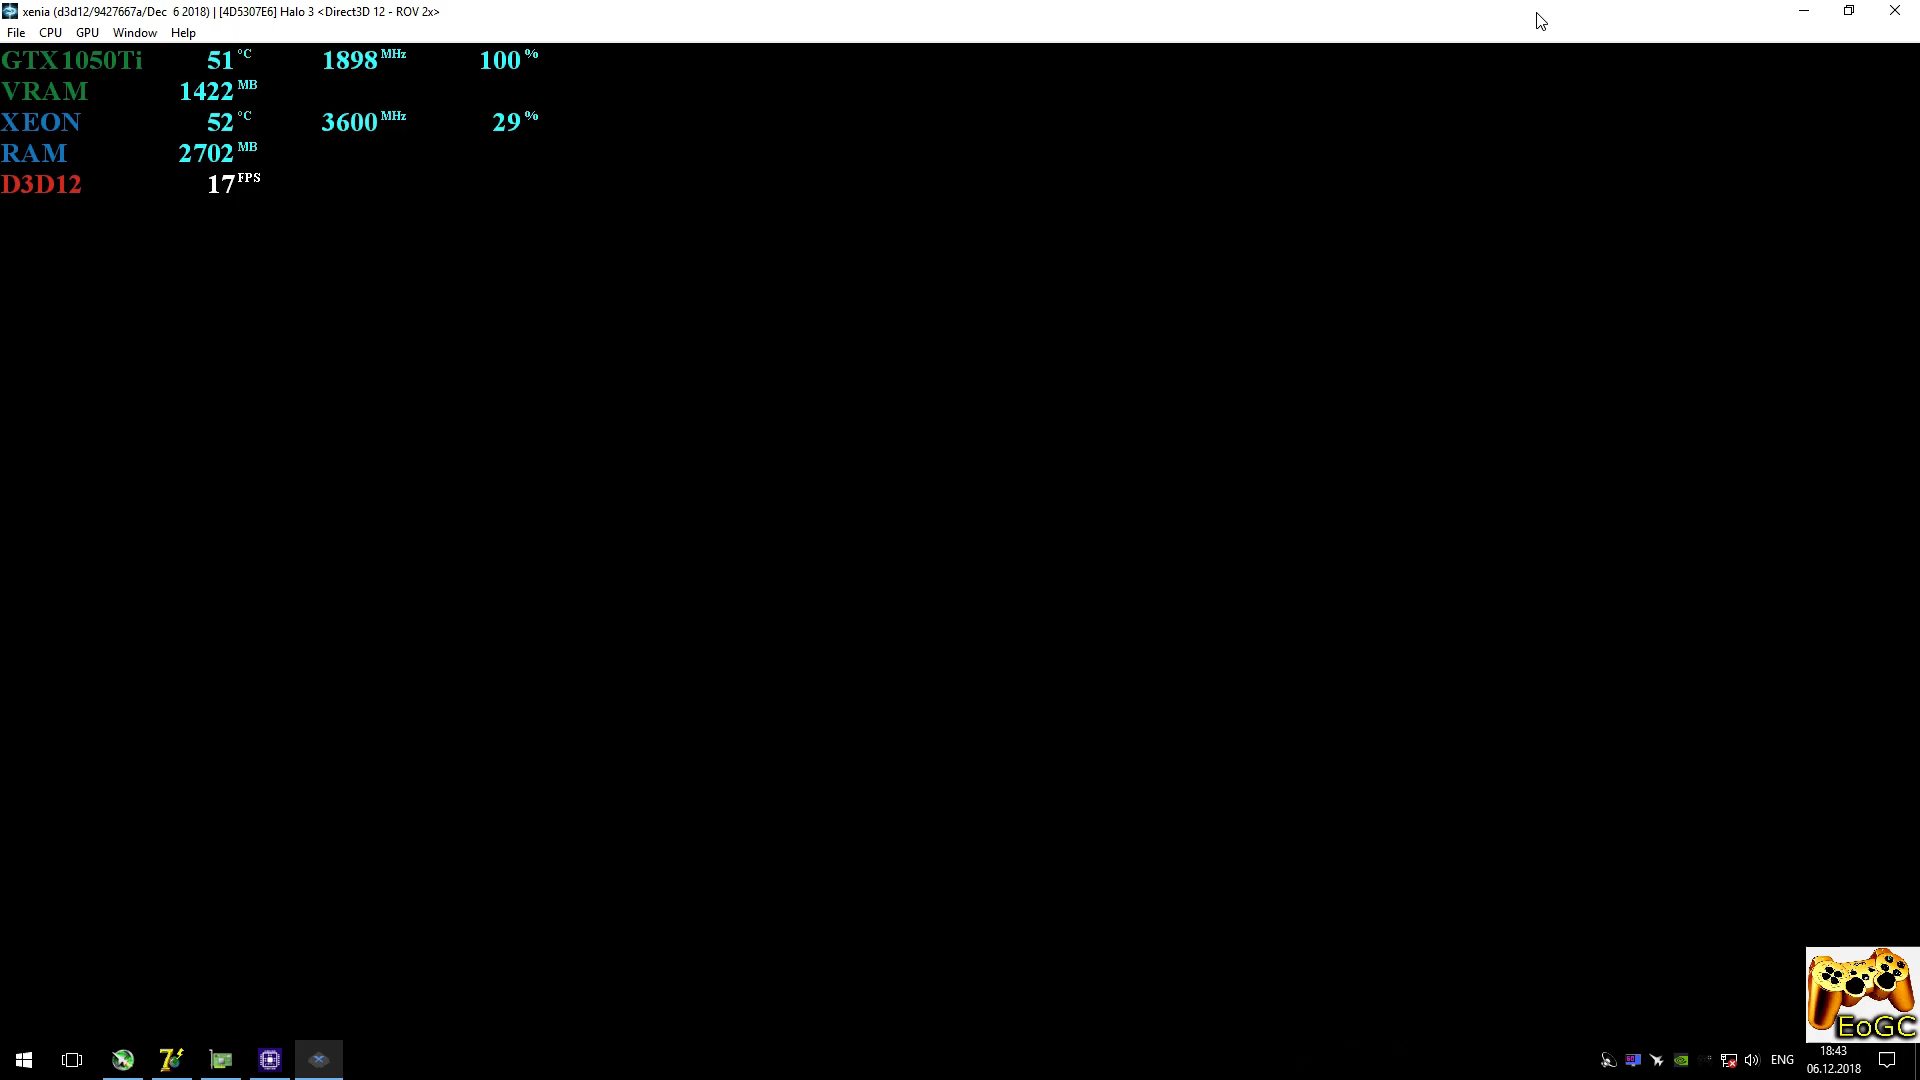 xenia (d3d12/9427667a/Dec 6 2018) | [4D5307E6] Halo 3 <Direct3D 12 - ROV 2x>
File CPU GPU Window Help
GTX1050Ti 51 °C 1898 MHz 100 %
VRAM 1422 MB
XEON 52 °C 3600 MHz 29 %
RAM 2702 MB
D3D12 17 FPS
EoGC
ENG
18:43
06.12.2018